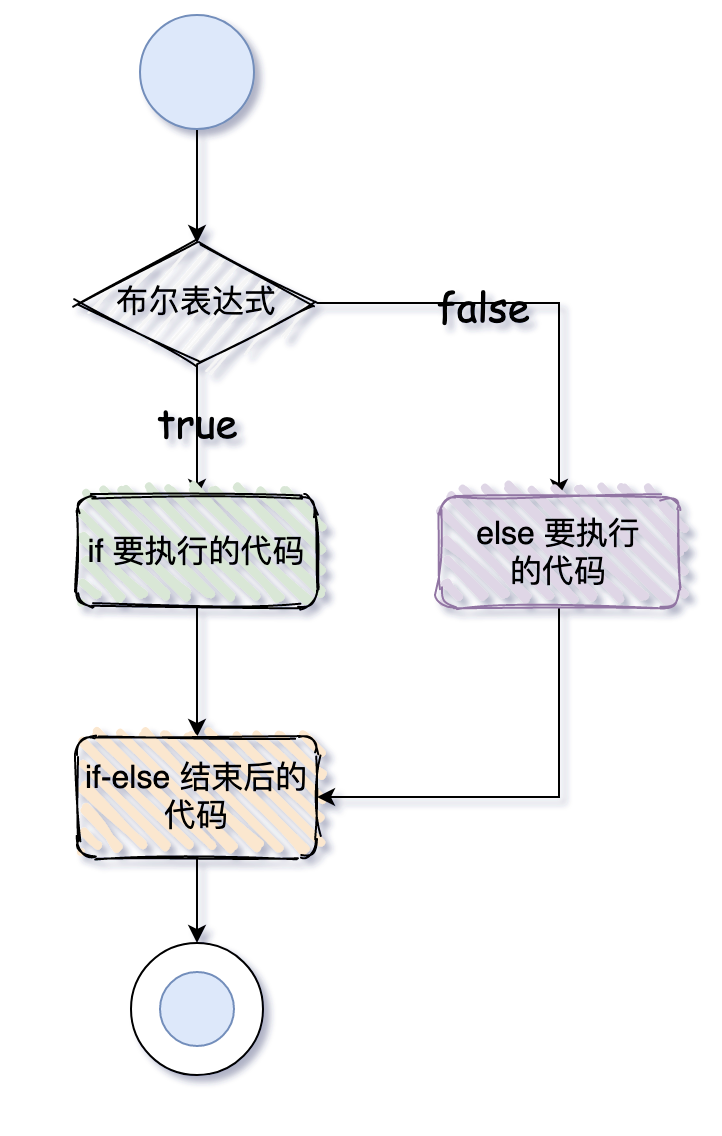 布尔表达式
false
true
if 要执行的代码
else 要执行
的代码
if-else 结束后的
代码